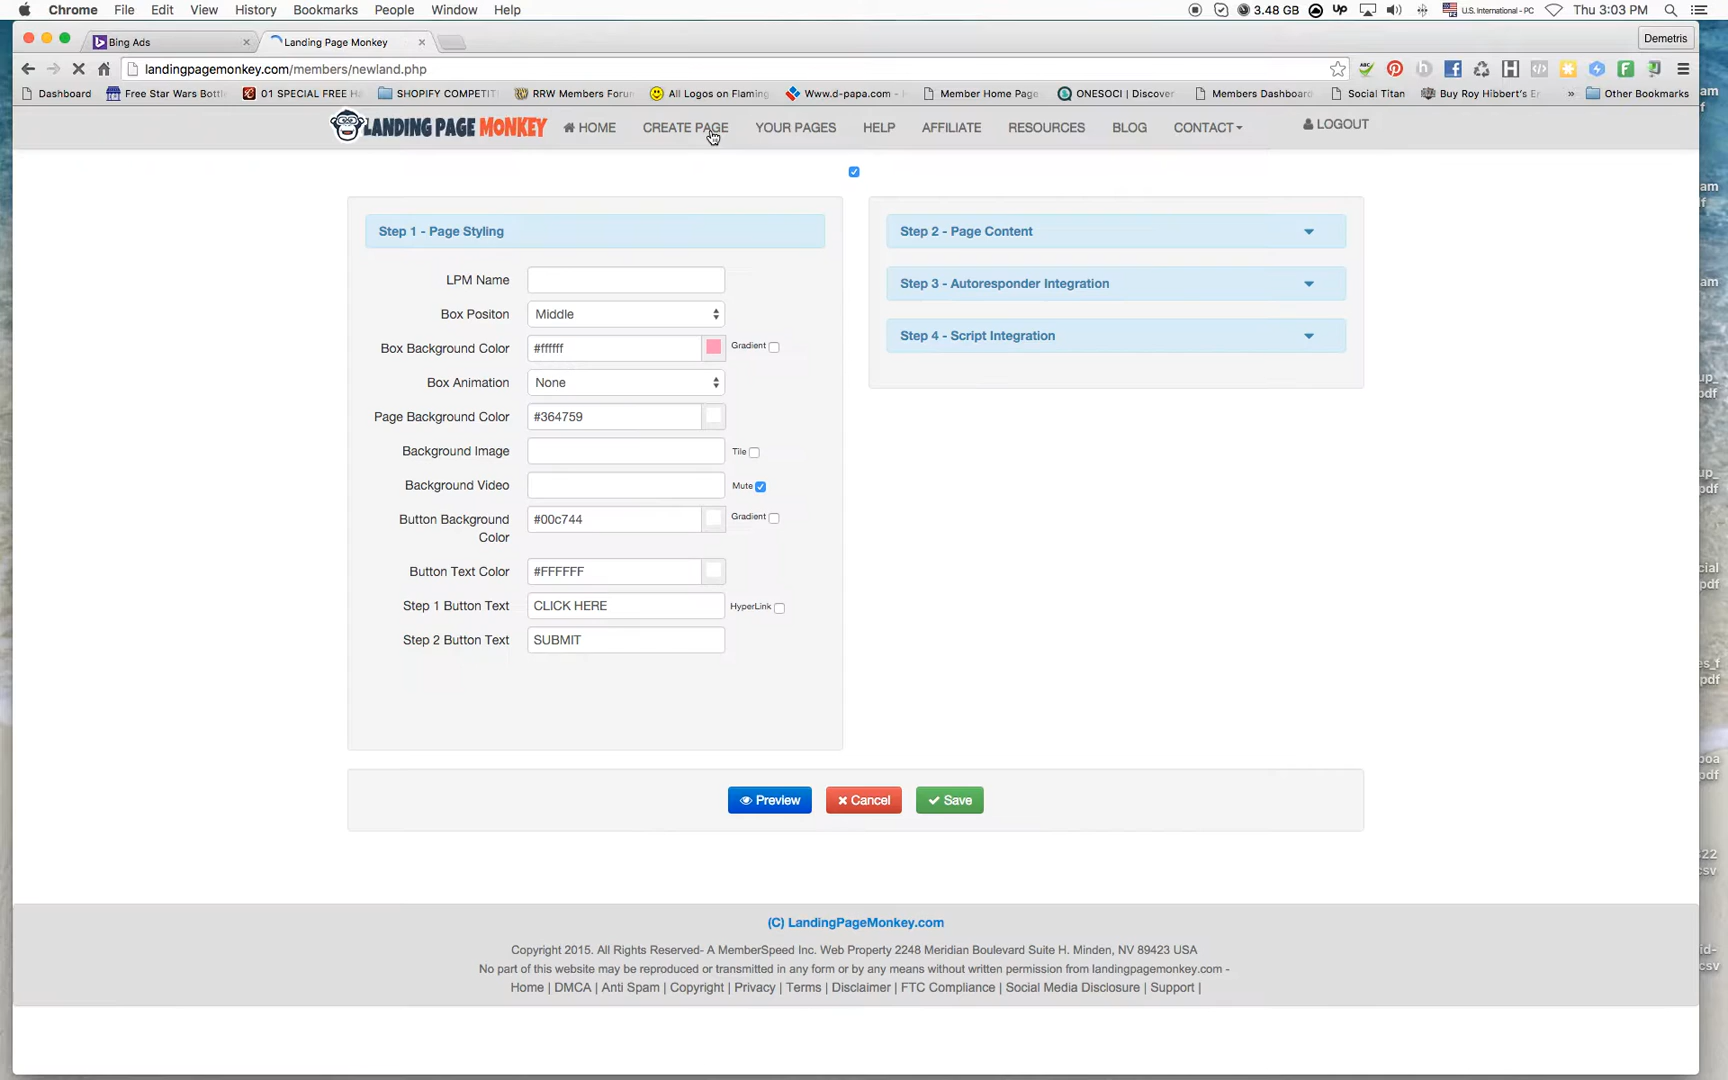 Chrome File Edit View History Bookmarks People Window Help
3.48 GB U.S. International - PC Thu 3:03 PM
Bing Ads
Landing Page Monkey
Demetris
landingpagemonkey.com/members/newland.php
Dashboard
Free Star Wars Bottl
01 SPECIAL FREE Ha
SHOPIFY COMPETIT
RRW Members Forum
All Logos on Flaming
Www.d-papa.com -
Member Home Page
ONESOCI | Discover
Members Dashboard
Social Titan
Buy Roy Hibbert's E
»
Other Bookmarks
LANDING PAGE MONKEY
HOME
CREATE PAGE
YOUR PAGES
HELP
AFFILIATE
RESOURCES
BLOG
CONTACT
LOGOUT
Step 1 - Page Styling
LPM Name
Box Positon Middle
Box Background Color #ffffff Gradient
Box Animation None
Page Background Color #364759
Background Image Tile
Background Video Mute
Button Background Color #00c744 Gradient
Button Text Color #FFFFFF
Step 1 Button Text CLICK HERE HyperLink
Step 2 Button Text SUBMIT
Step 2 - Page Content
Step 3 - Autoresponder Integration
Step 4 - Script Integration
Preview
Cancel
Save
(C) LandingPageMonkey.com
Copyright 2015. All Rights Reserved- A MemberSpeed Inc. Web Property 2248 Meridian Boulevard Suite H. Minden, NV 89423 USA
No part of this website may be reproduced or transmitted in any form or by any means without written permission from landingpagemonkey.com -
Home | DMCA | Anti Spam | Copyright | Privacy | Terms | Disclaimer | FTC Compliance | Social Media Disclosure | Support |